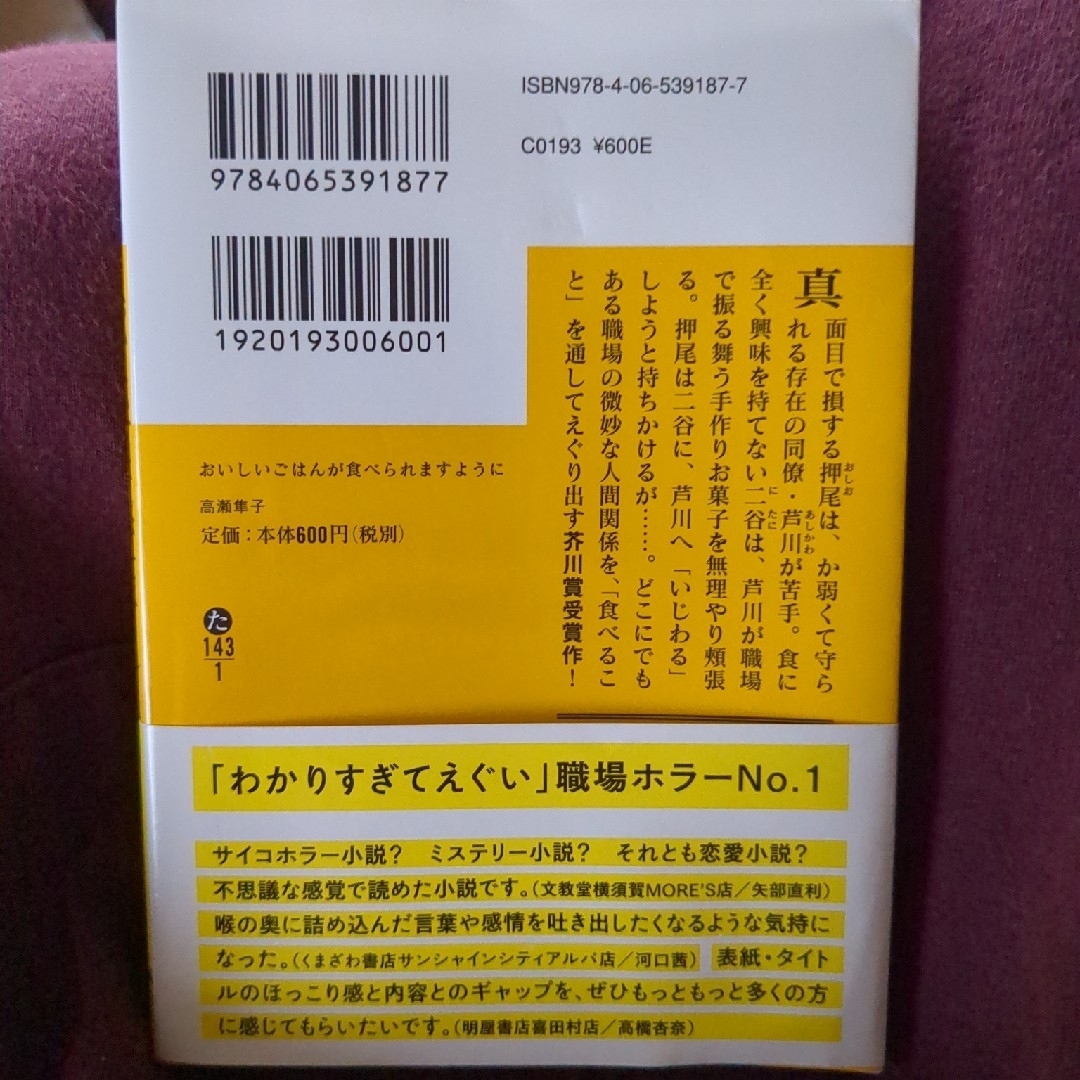 9784065391877
ISBN978-4-06-539187-7
C0193 ¥600E
1920193006001
真面目で損する押尾は、か弱くて守ら
れる存在の同僚・芦川が苦手。食に
全く興味を持てない二谷は、芦川が職場
で振る舞う手作りお菓子を無理やり頬張
る。押尾は二谷に、芦川へ「いじわる」
しようと持ちかけるが……。どこにでも
ある職場の微妙な人間関係を、「食べるこ
と」を通してえぐり出す芥川賞受賞作!
おしお
あしかわ
にたに
おいしいごはんが食べられますように
高瀬隼子
定価:本体600円(税別)
た
143
1
「わかりすぎてえぐい」職場ホラーNo.1
サイコホラー小説? ミステリー小説? それとも恋愛小説?
不思議な感覚で読めた小説です。(文教堂横須賀MORE'S店/矢部直利)
喉の奥に詰め込んだ言葉や感情を吐き出したくなるような気持に
なった。(くまざわ書店サンシャインシティアルパ店/河口茜) 表紙・タイト
ルのほっこり感と内容とのギャップを、ぜひもっともっと多くの方
に感じてもらいたいです。(明屋書店喜田村店/高橋杏奈)